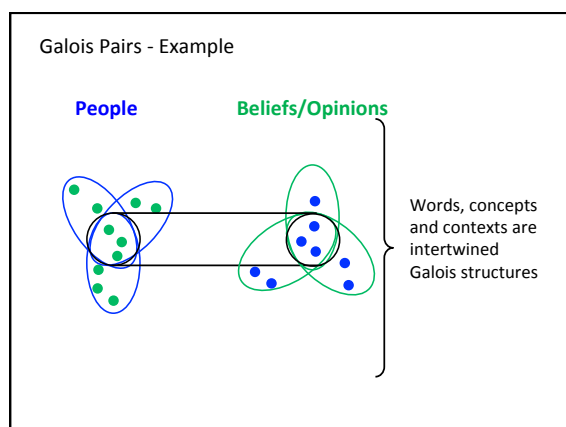 Galois Pairs - Example
People
Beliefs/Opinions
Words, concepts
and contexts are
intertwined
Galois structures